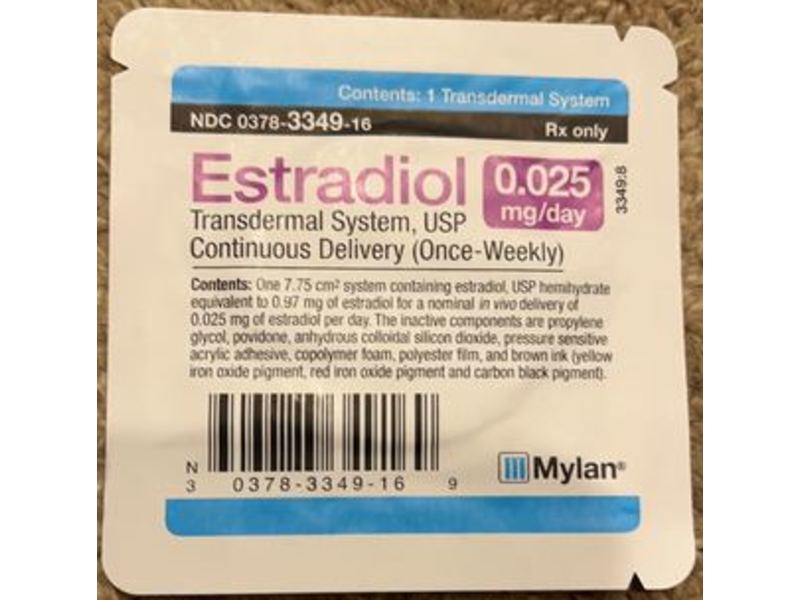 Contents: 1 Transdermal System
NDC 0378-3349-16 Rx only
Estradiol 0.025 mg/day
3349:8
Transdermal System, USP
Continuous Delivery (Once-Weekly)
Contents: One 7.75 cm² system containing estradiol, USP hemihydrate
equivalent to 0.97 mg of estradiol for a nominal in vivo delivery of
0.025 mg of estradiol per day. The inactive components are propylene
glycol, povidone, anhydrous colloidal silicon dioxide, pressure sensitive
acrylic adhesive, copolymer foam, polyester film, and brown ink (yellow
iron oxide pigment, red iron oxide pigment and carbon black pigment).
N
3 0378-3349-16 9
Mylan®